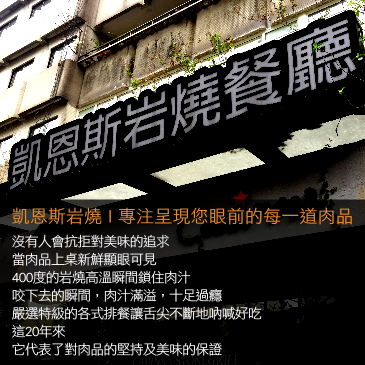 凱恩斯岩燒餐廳
凱恩斯岩燒 | 專注呈現您眼前的每一道肉品
沒有人會抗拒對美味的追求
當肉品上桌新鮮顯眼可見
400度的岩燒高溫瞬間鎖住肉汁
咬下去的瞬間，肉汁滿溢，十足過癮
嚴選特級的各式排餐讓舌尖不斷地吶喊好吃
這20年來
它代表了對肉品的堅持及美味的保證